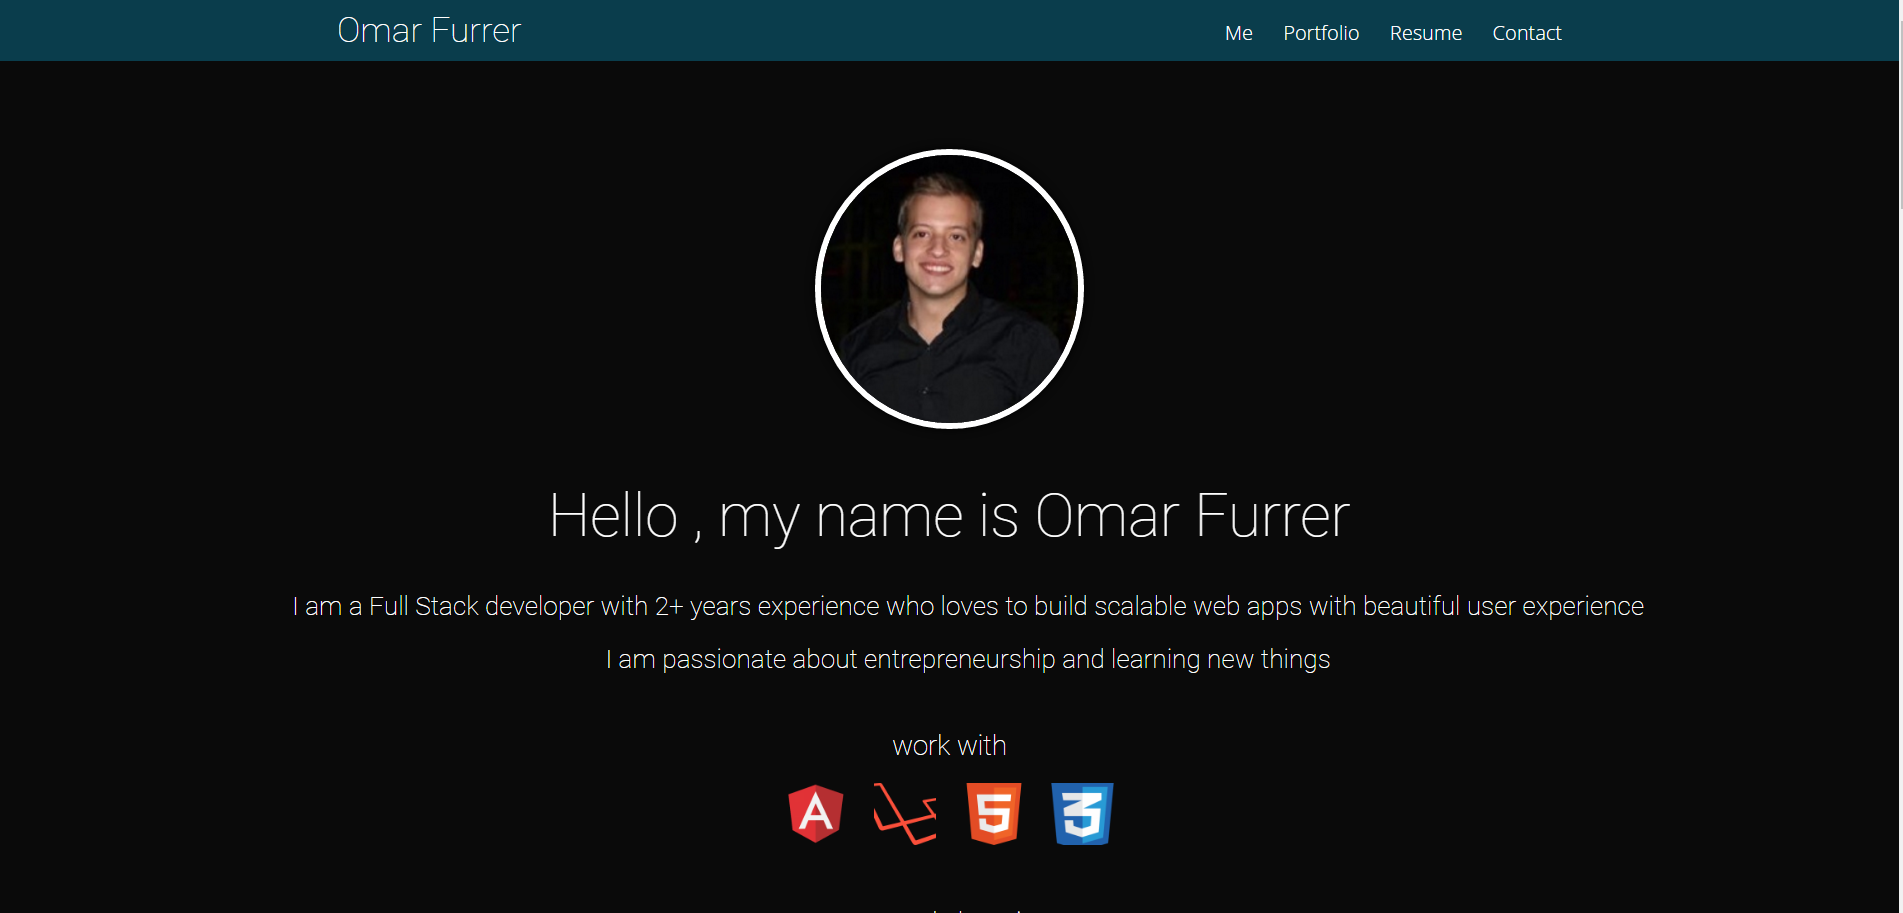 Omar Furrer
Me Portfolio Resume Contact
Hello , my name is Omar Furrer
I am a Full Stack developer with 2+ years experience who loves to build scalable web apps with beautiful user experience
I am passionate about entrepreneurship and learning new things
work with
A 5 3